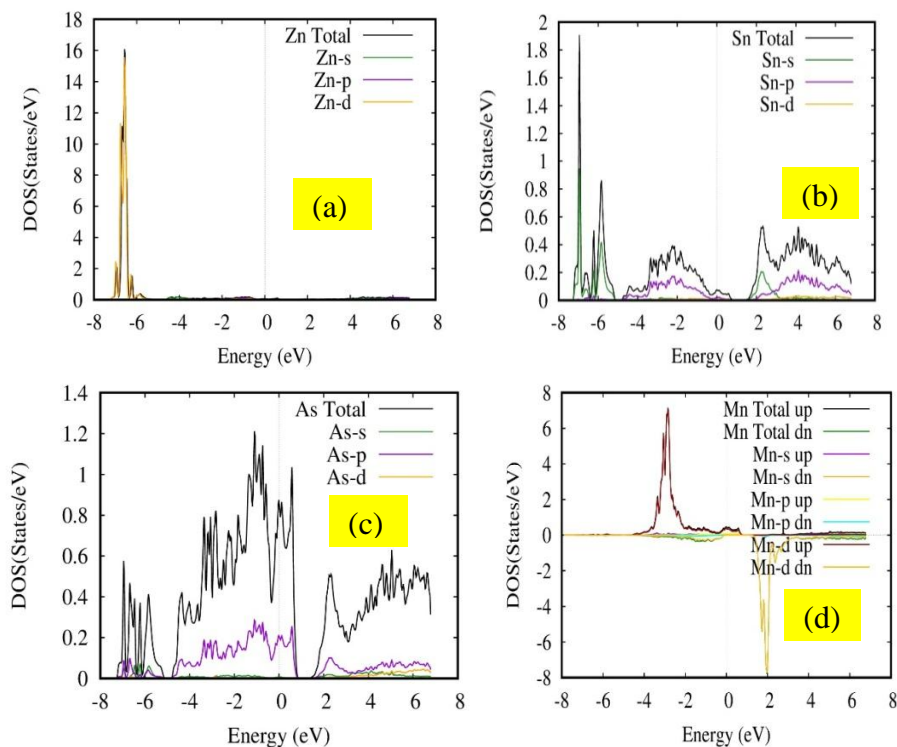 18
16
14
12
10
8
6
4
2
0
DOS(States/eV)
Zn Total
Zn-s
Zn-p
Zn-d
(a)
-8 -6 -4 -2 0 2 4 6 8
Energy (eV)
2
1.8
1.6
1.4
1.2
1
0.8
0.6
0.4
0.2
0
DOS(States/eV)
Sn Total
Sn-s
Sn-p
Sn-d
(b)
-8 -6 -4 -2 0 2 4 6 8
Energy (eV)
1.4
1.2
1
0.8
0.6
0.4
0.2
0
DOS(States/eV)
As Total
As-s
As-p
As-d
(c)
-8 -6 -4 -2 0 2 4 6 8
Energy (eV)
8
6
4
2
0
-2
-4
-6
-8
DOS(States/eV)
Mn Total up
Mn Total dn
Mn-s up
Mn-s dn
Mn-p up
Mn-p dn
Mn-d up
Mn-d dn
(d)
-8 -6 -4 -2 0 2 4 6 8
Energy (eV)